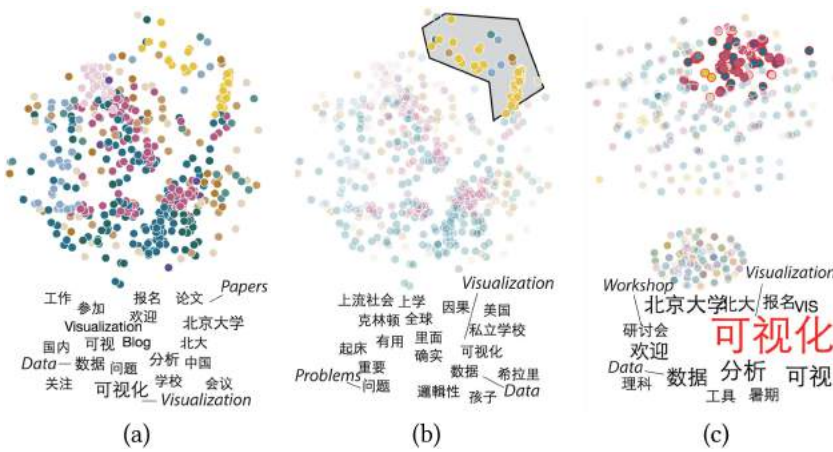 工作 报名 论文 Papers
参加 欢迎
Visualization 北京大学
国内 可视 Blog 北大
Data 数据 问题 分析 中国
关注 可视化 学校 会议
Visualization
(a)
Visualization
上流社会 上学 因果 美国
克林顿 全球 私立学校
起床 有用 里面 可视化
确实
重要 数据 希拉里
Problems 问题 邏輯性 孩子 Data
(b)
Workshop Visualization
北京大学 北大 报名 VIS
研讨会 可视化
欢迎
Data 数据 分析 可视
理科 工具 暑期
(c)